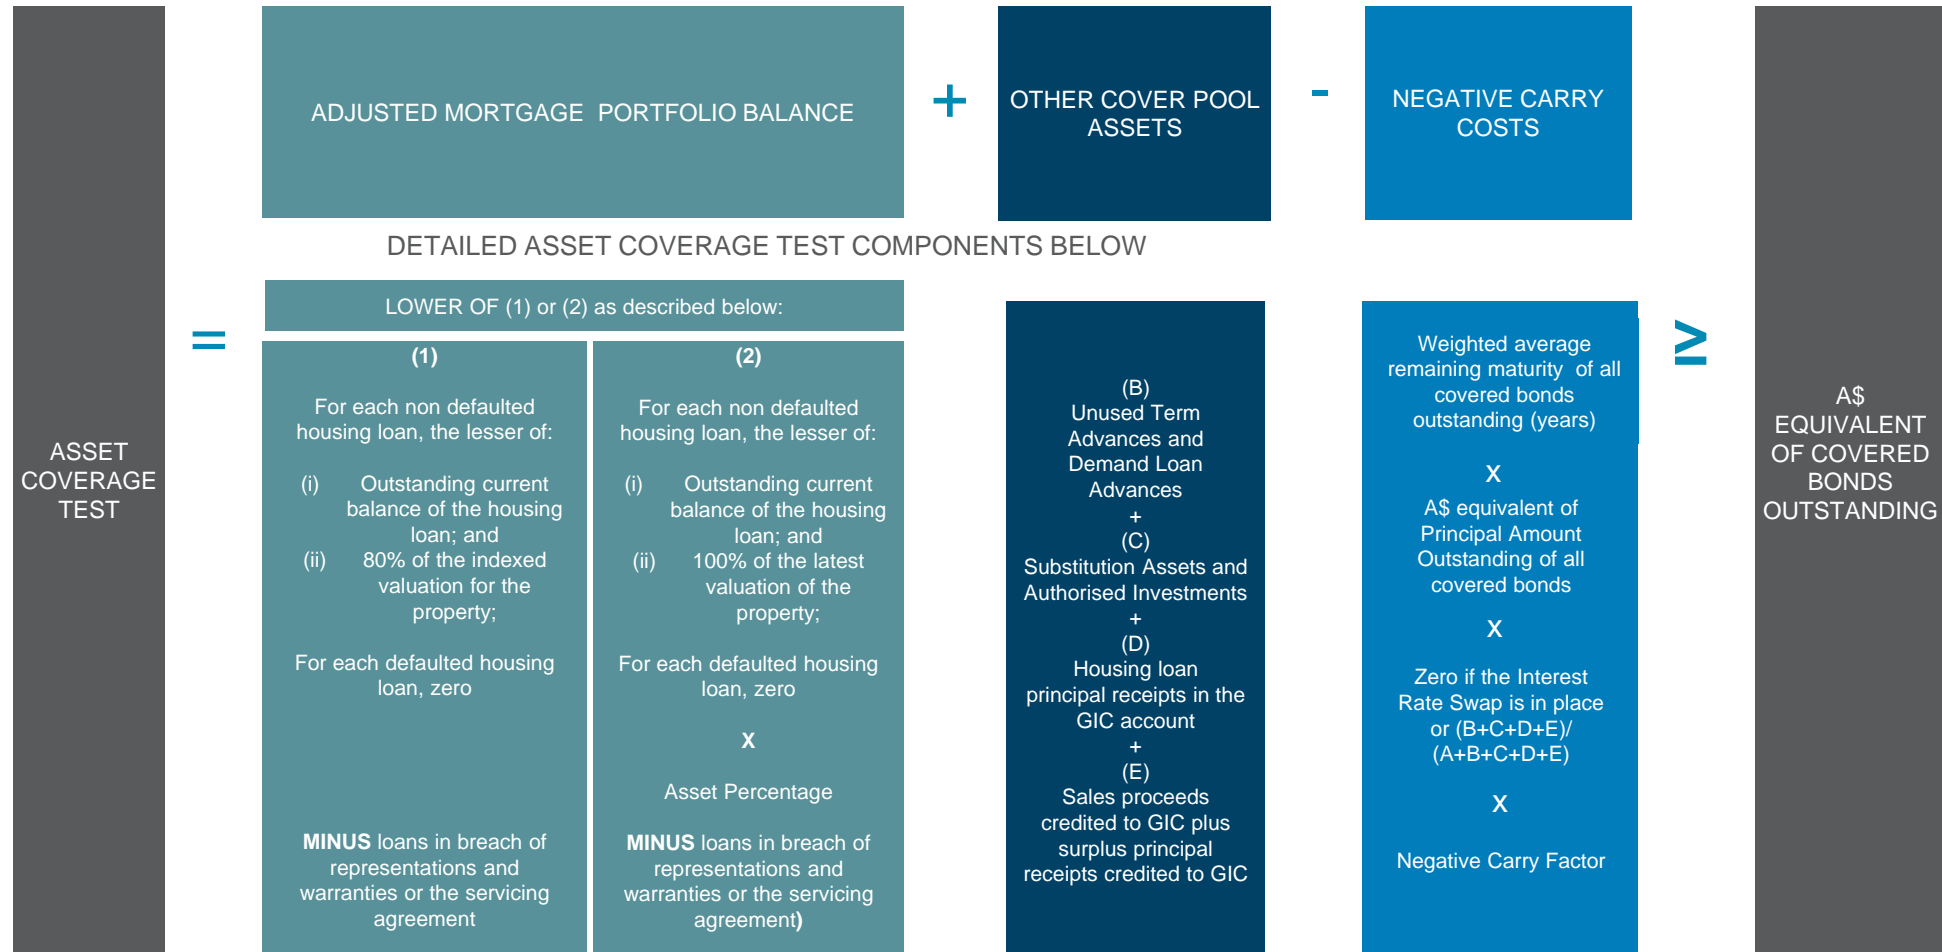 ASSET
COVERAGE
TEST
=
ADJUSTED MORTGAGE PORTFOLIO BALANCE
+
OTHER COVER POOL
ASSETS
-
NEGATIVE CARRY
COSTS
DETAILED ASSET COVERAGE TEST COMPONENTS BELOW
LOWER OF (1) or (2) as described below:
(1)
For each non defaulted
housing loan, the lesser of:
(i) Outstanding current
balance of the housing
loan; and
(ii) 80% of the indexed
valuation for the
property;
For each defaulted housing
loan, zero
MINUS loans in breach of
representations and
warranties or the servicing
agreement
(2)
For each non defaulted
housing loan, the lesser of:
(i) Outstanding current
balance of the housing
loan; and
(ii) 100% of the latest
valuation of the
property;
For each defaulted housing
loan, zero
X
Asset Percentage
MINUS loans in breach of
representations and
warranties or the servicing
agreement)
(B)
Unused Term
Advances and
Demand Loan
Advances
+
(C)
Substitution Assets and
Authorised Investments
+
(D)
Housing loan
principal receipts in the
GIC account
+
(E)
Sales proceeds
credited to GIC plus
surplus principal
receipts credited to GIC
Weighted average
remaining maturity of all
covered bonds
outstanding (years)
X
A$ equivalent of
Principal Amount
Outstanding of all
covered bonds
X
Zero if the Interest
Rate Swap is in place
or (B+C+D+E)/
(A+B+C+D+E)
X
Negative Carry Factor
≥
A$
EQUIVALENT
OF COVERED
BONDS
OUTSTANDING